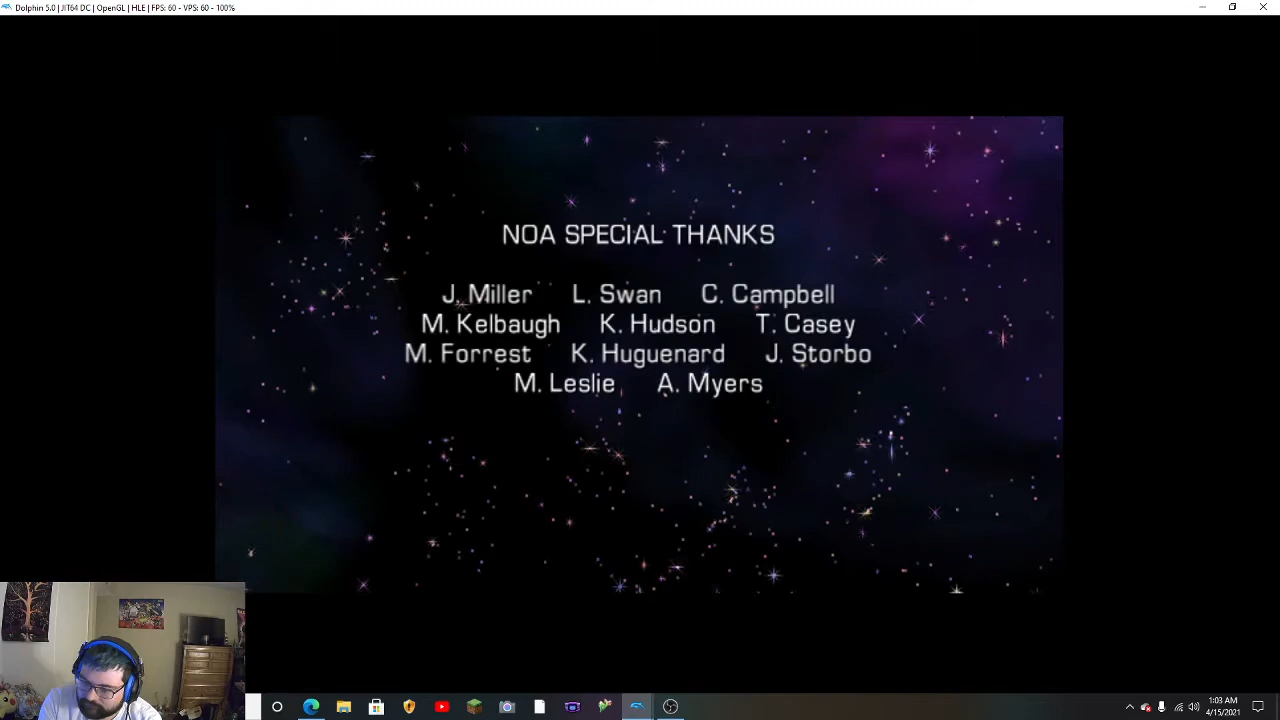 Dolphin 5.0 | JIT64 DC | OpenGL | HLE | FPS: 60 - VPS: 60 - 100%
NOA SPECIAL THANKS
J. Miller L. Swan C. Campbell
M. Kelbaugh K. Hudson T. Casey
M. Forrest K. Huguenard J. Storbo
M. Leslie A. Myers
1:03 AM
4/15/2021